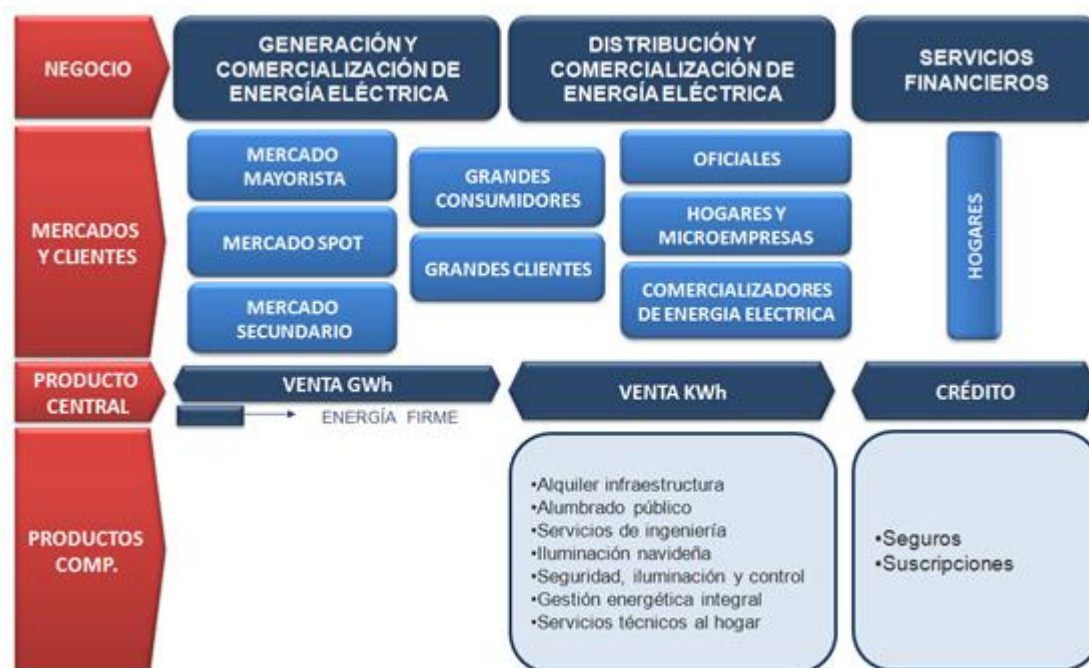 NEGOCIO
GENERACIÓN Y
COMERCIALIZACIÓN DE
ENERGÍA ELÉCTRICA
DISTRIBUCIÓN Y
COMERCIALIZACIÓN DE
ENERGÍA ELÉCTRICA
SERVICIOS
FINANCIEROS
MERCADOS
Y CLIENTES
MERCADO
MAYORISTA
MERCADO SPOT
MERCADO
SECUNDARIO
GRANDES
CONSUMIDORES
GRANDES CLIENTES
OFICIALES
HOGARES Y
MICROEMPRESAS
COMERCIALIZADORES
DE ENERGIA ELECTRICA
HOGARES
PRODUCTO
CENTRAL
VENTA GWh
ENERGÍA FIRME
VENTA KWh
CRÉDITO
PRODUCTOS
COMP.
•Alquiler infraestructura
•Alumbrado público
•Servicios de ingeniería
•Iluminación navideña
•Seguridad, iluminación y control
•Gestión energética integral
•Servicios técnicos al hogar
•Seguros
•Suscripciones